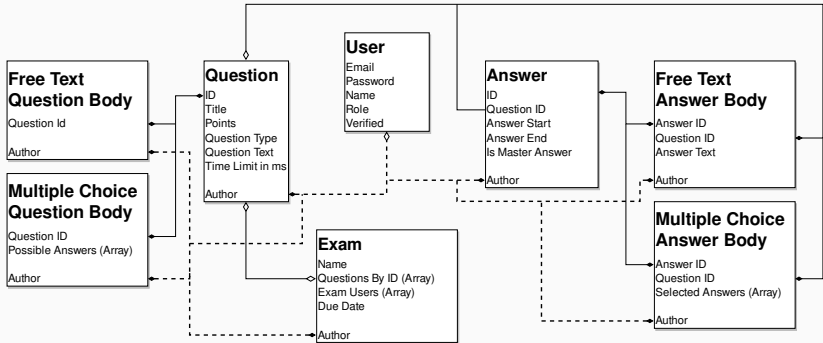 Free Text
Question Body
Question Id
Author
Multiple Choice
Question Body
Question ID
Possible Answers (Array)
Author
Question
ID
Title
Points
Question Type
Question Text
Time Limit in ms
Author
User
Email
Password
Name
Role
Verified
Exam
Name
Questions By ID (Array)
Exam Users (Array)
Due Date
Author
Answer
ID
Question ID
Answer Start
Answer End
Is Master Answer
Author
Free Text
Answer Body
Answer ID
Question ID
Answer Text
Author
Multiple Choice
Answer Body
Answer ID
Question ID
Selected Answers (Array)
Author